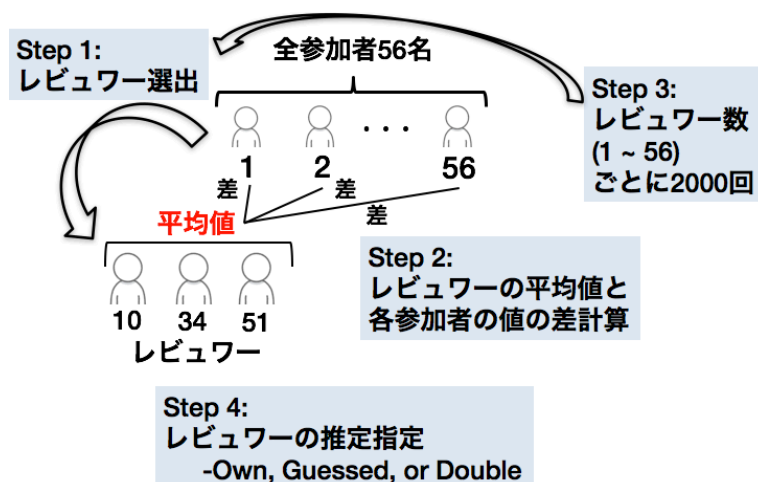 Step 1:
レビュワー選出
全参加者56名
Step 3:
レビュワー数
(1 ~ 56)
ごとに2000回
・・・
1
2
56
差
差
差
平均値
Step 2:
レビュワーの平均値と
各参加者の値の差計算
10
34
51
レビュワー
Step 4:
レビュワーの推定指定
-Own, Guessed, or Double